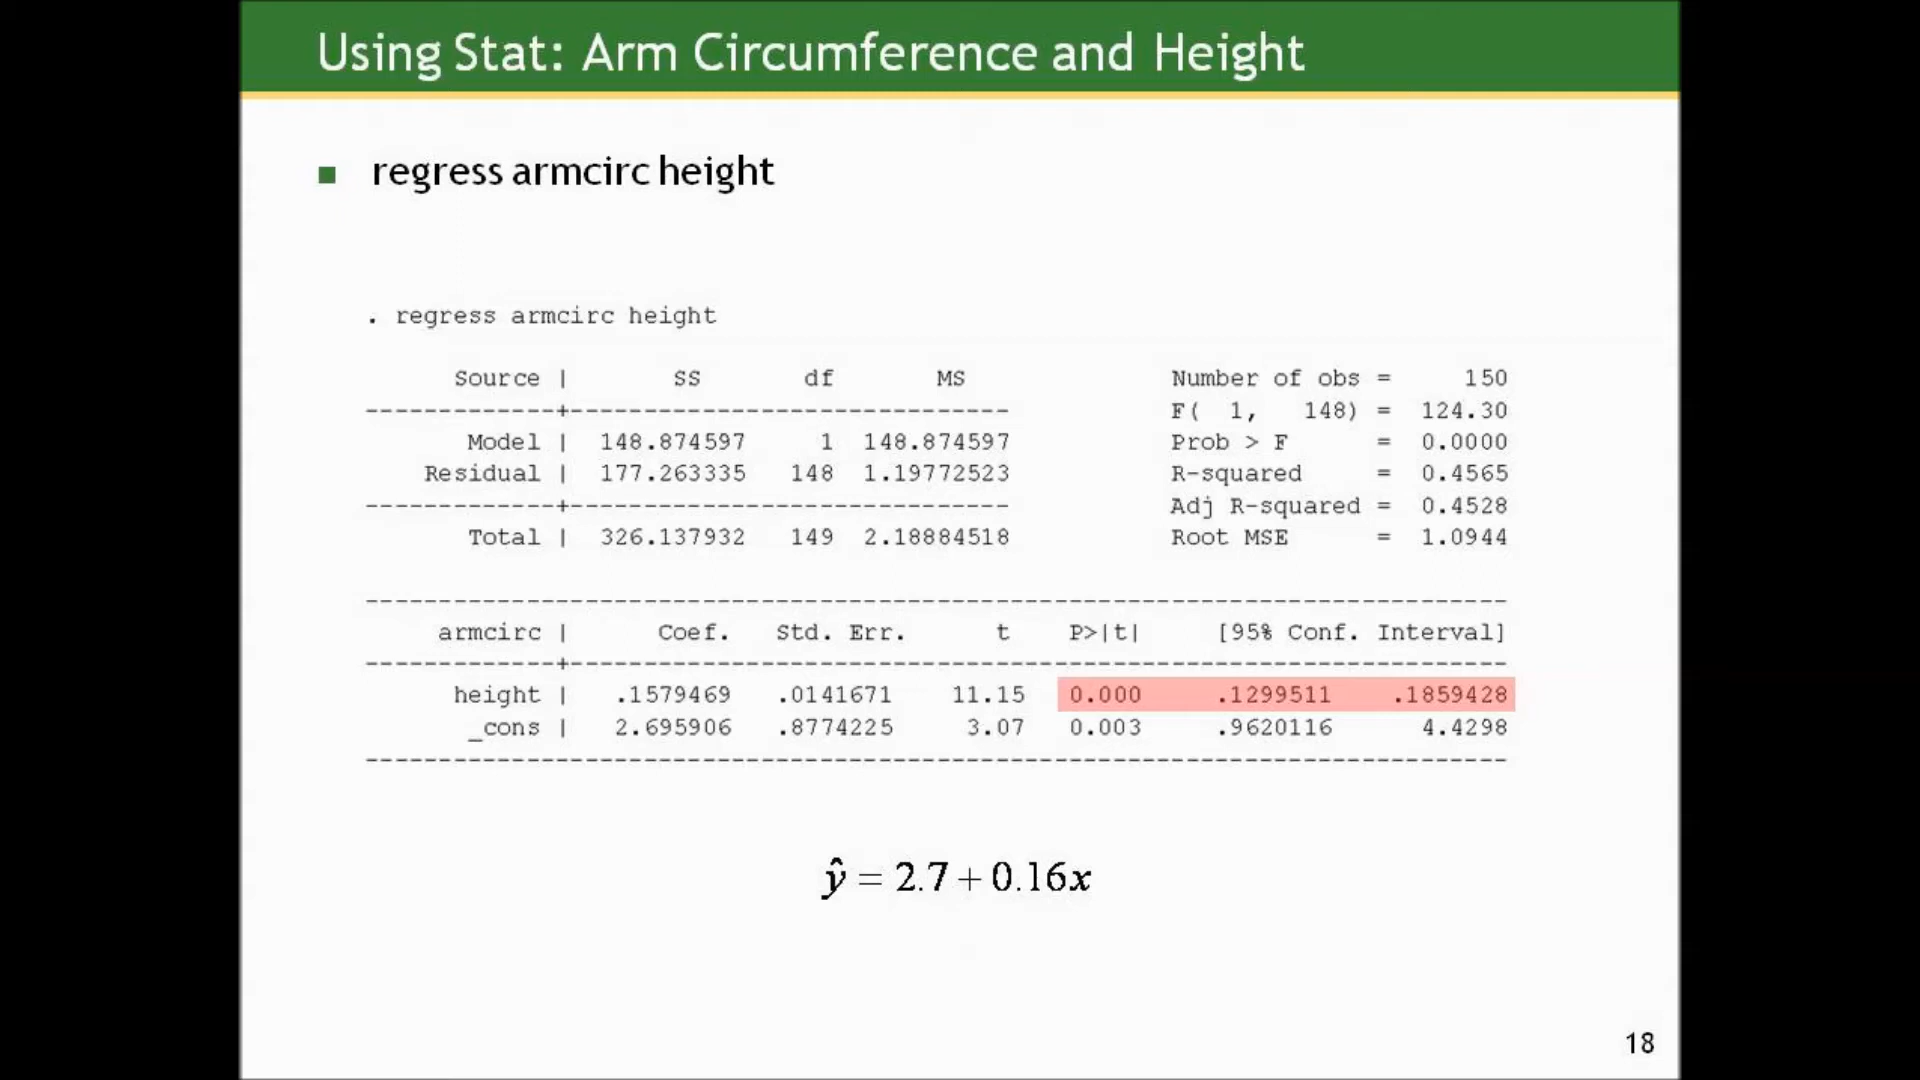 Using Stat: Arm Circumference and Height
■ regress armcirc height
. regress armcirc height
Source | SS df MS Number of obs = 150
-------------+------------------------------ F( 1, 148) = 124.30
Model | 148.874597 1 148.874597 Prob > F = 0.0000
Residual | 177.263335 148 1.19772523 R-squared = 0.4565
-------------+------------------------------ Adj R-squared = 0.4528
Total | 326.137932 149 2.18884518 Root MSE = 1.0944
------------------------------------------------------------------------------
armcirc | Coef. Std. Err. t P>|t| [95% Conf. Interval]
-------------+----------------------------------------------------------------
height | .1579469 .0141671 11.15 0.000 .1299511 .1859428
_cons | 2.695906 .8774225 3.07 0.003 .9620116 4.4298
------------------------------------------------------------------------------
ŷ = 2.7 + 0.16x
18